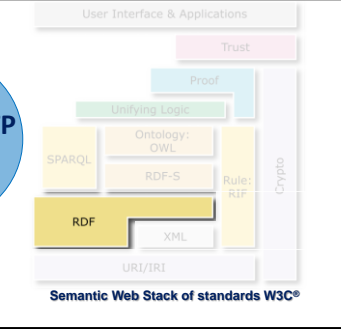 User Interface & Applications
Trust
Proof
Unifying Logic
Ontology:
OWL
SPARQL
RDF-S
Rule:
RIF
Crypto
RDF
XML
URI/IRI
P
Semantic Web Stack of standards W3C®